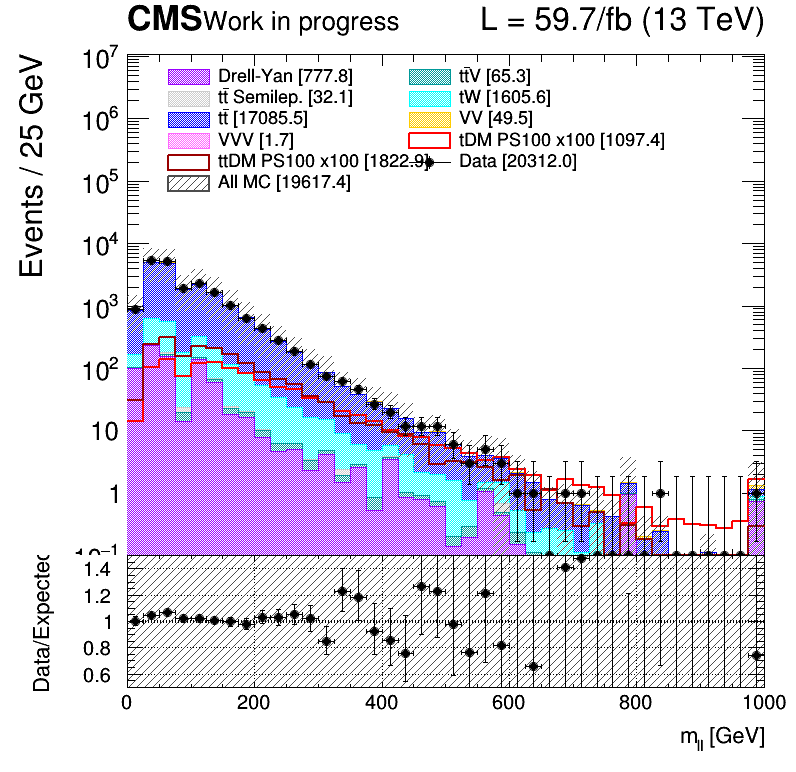 CMS Work in progress L = 59.7/fb (13 TeV)
Events / 25 GeV
10⁷
10⁶
10⁵
10⁴
10³
10²
10
1
10⁻¹
Drell-Yan [777.8] tt̄V [65.3]
tt̄ Semilep. [32.1] tW [1605.6]
tt̄ [17085.5] VV [49.5]
VVV [1.7] tDM PS100 x100 [1097.4]
ttDM PS100 x100 [1822.9] Data [20312.0]
All MC [19617.4]
Data/Expected
1.4
1.2
1
0.8
0.6
0 200 400 600 800 1000
m_ll [GeV]